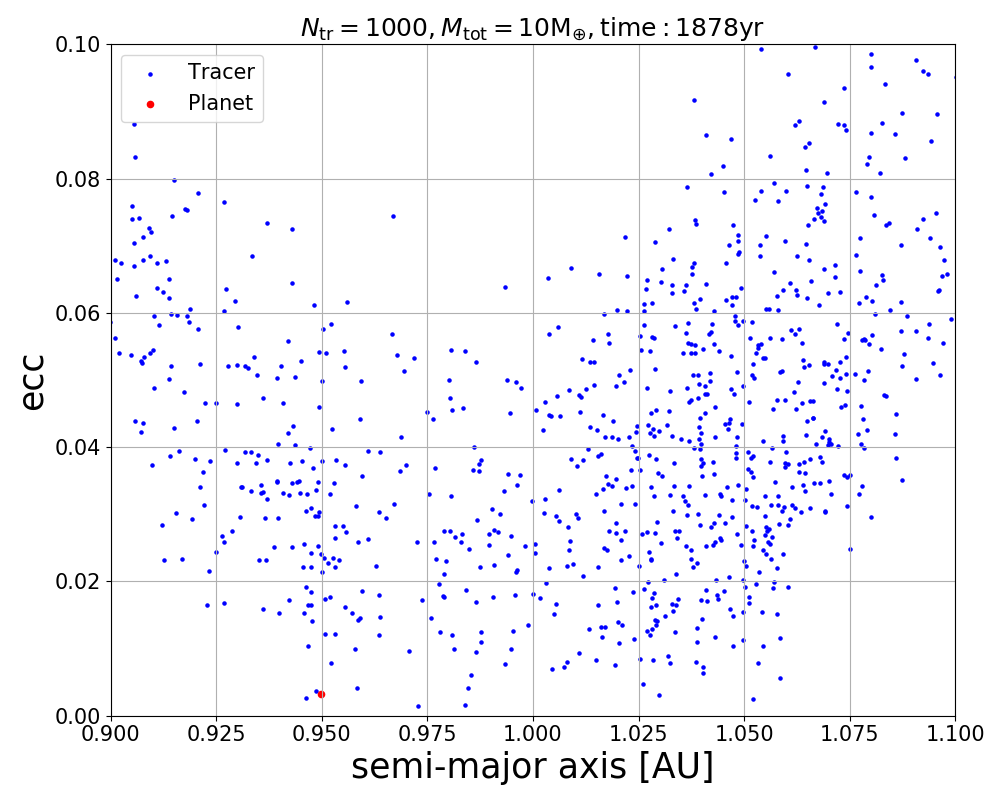 N_tr = 1000, M_tot = 10M_⊕, time : 1878yr
0.10
Tracer
Planet
0.08
0.06
ecc
0.04
0.02
0.00
0.900 0.925 0.950 0.975 1.000 1.025 1.050 1.075 1.100
semi-major axis [AU]